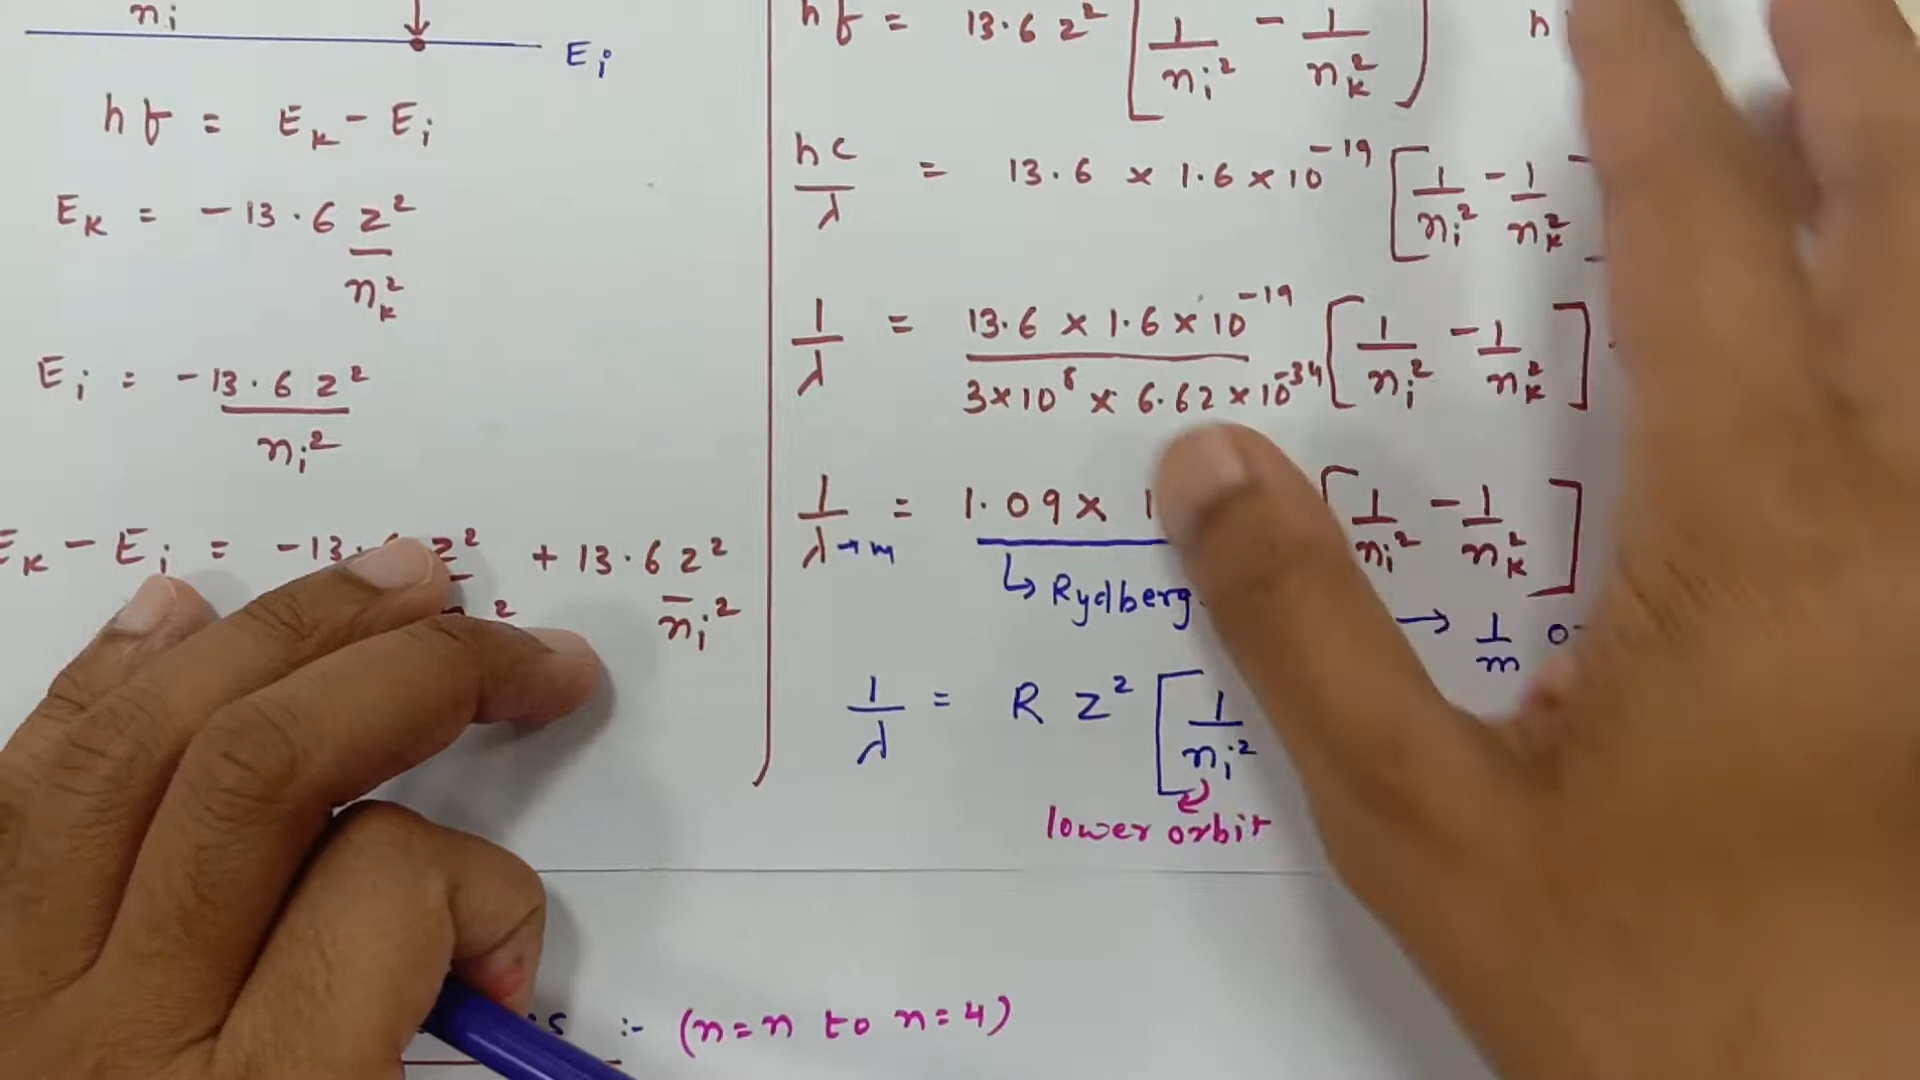 nᵢ
Eᵢ
hf = Eₖ - Eᵢ
Eₖ = -13.6 z²/nₖ²
Eᵢ = -13.6 z²/nᵢ²
Eₖ - Eᵢ = -13. z² + 13.6 z²/nᵢ²
hf = 13.6 z² [1/nᵢ² - 1/nₖ²] h
hc/λ = 13.6 × 1.6 × 10⁻¹⁹ [1/nᵢ² - 1/nₖ²
1/λ = 13.6 × 1.6 × 10⁻¹⁹ / 3×10⁸ × 6.62 × 10⁻³⁴ [1/nᵢ² - 1/nₖ²]
1/λ→m = 1.09 × 1 [1/nᵢ² - 1/nₖ²]
↳ Rydberg → 1/m
1/λ = R Z² [1/nᵢ²
lower orbit
:- (n=n to n=4)